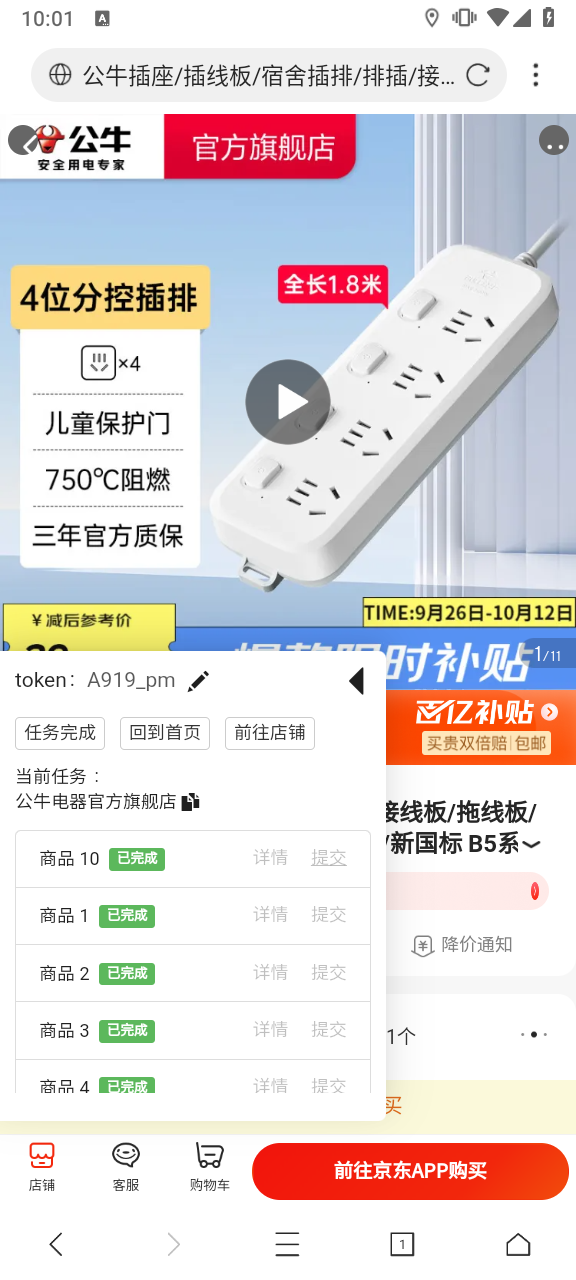 10:01
A
公牛插座/插线板/宿舍插排/排插/接...
公牛
安全用电专家
官方旗舰店
4位分控插排
全长1.8米
×4
儿童保护门
750℃阻燃
三年官方质保
￥减后参考价
TIME:9月26日-10月12日
时补贴
1/11
token: A919_pm
百亿补贴
买贵双倍赔 包邮
任务完成
回到首页
前往店铺
当前任务：
公牛电器官方旗舰店
接线板/拖线板/
/新国标 B5系
商品 10 已完成 详情 提交
商品 1 已完成 详情 提交
降价通知
商品 2 已完成 详情 提交
商品 3 已完成 详情 提交
1个
商品 4 已完成 详情 提交
买
店铺
客服
购物车
前往京东APP购买
1